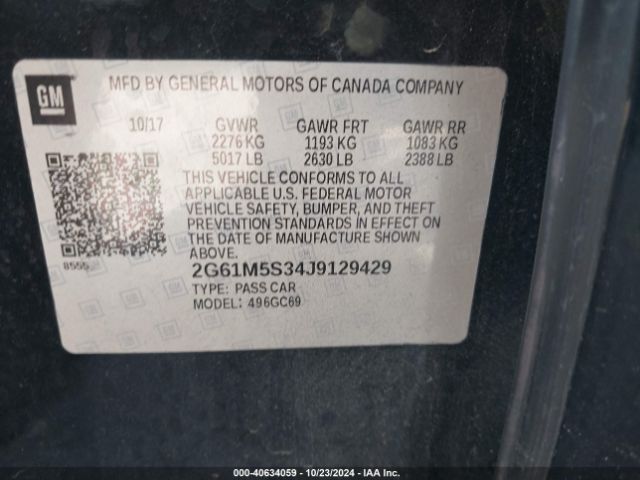 GM
MFD BY GENERAL MOTORS OF CANADA COMPANY
10/17 GVWR GAWR FRT GAWR RR
2276 KG 1193 KG 1083 KG
5017 LB 2630 LB 2388 LB
THIS VEHICLE CONFORMS TO ALL
APPLICABLE U.S. FEDERAL MOTOR
VEHICLE SAFETY, BUMPER, AND THEFT
PREVENTION STANDARDS IN EFFECT ON
THE DATE OF MANUFACTURE SHOWN
ABOVE.
8555
2G61M5S34J9129429
TYPE: PASS CAR
MODEL: 496GC69
000-40634059 - 10/23/2024 - IAA Inc.